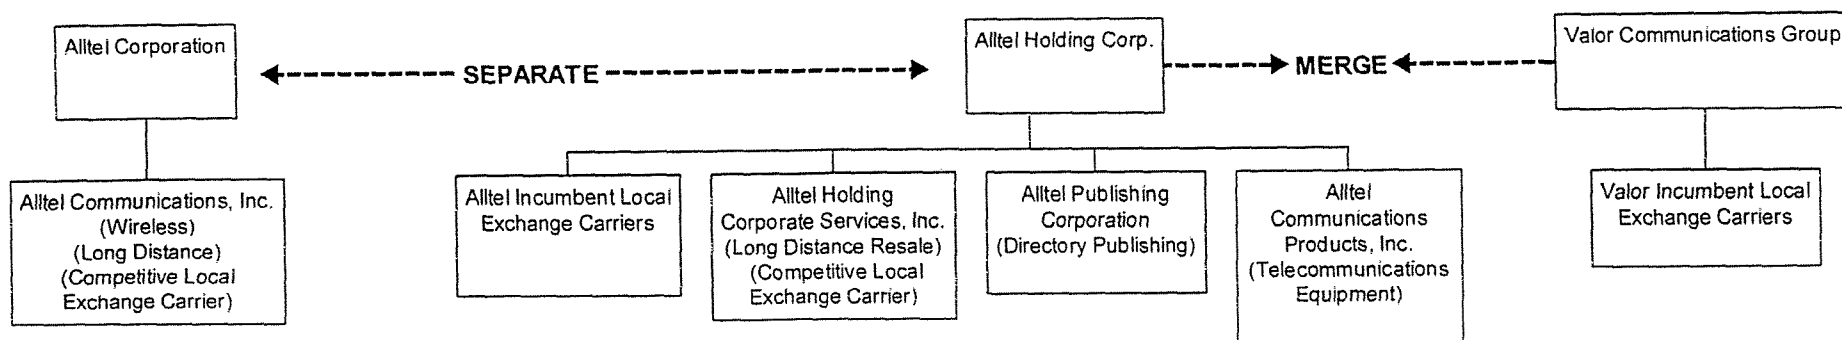 Alltel Corporation
SEPARATE
Alltel Holding Corp.
MERGE
Valor Communications Group
Alltel Communications, Inc.
(Wireless)
(Long Distance)
(Competitive Local
Exchange Carrier)
Alltel Incumbent Local
Exchange Carriers
Alltel Holding
Corporate Services, Inc.
(Long Distance Resale)
(Competitive Local
Exchange Carrier)
Alltel Publishing
Corporation
(Directory Publishing)
Alltel
Communications
Products, Inc.
(Telecommunications
Equipment)
Valor Incumbent Local
Exchange Carriers